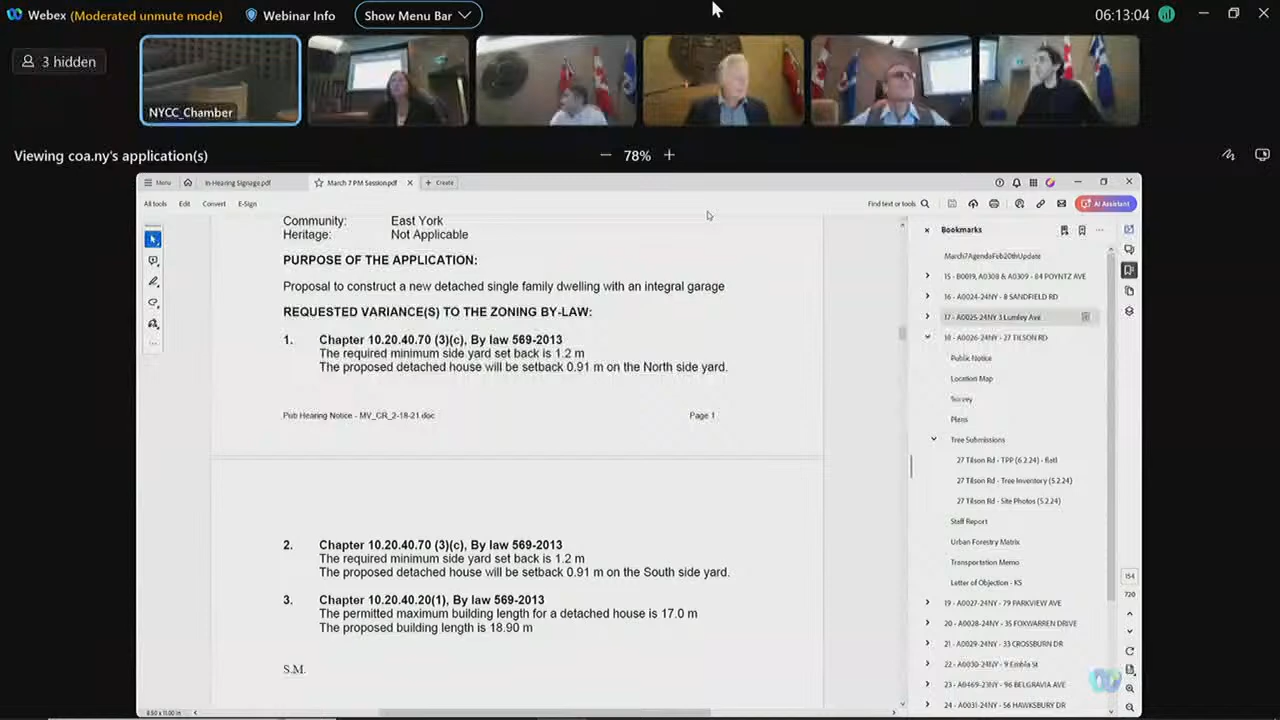 Webex (Moderated unmute mode) Webinar Info Show Menu Bar 06:13:04
3 hidden
NYCC_Chamber
Viewing coa.ny's application(s) 78%
Menu In-Hearing Signage.pdf March 7 PM Session.pdf Create
All tools Edit Convert E-Sign Find text or tools AI Assistant
Community: East York
Heritage: Not Applicable
PURPOSE OF THE APPLICATION:
Proposal to construct a new detached single family dwelling with an integral garage
REQUESTED VARIANCE(S) TO THE ZONING BY-LAW:
1. Chapter 10.20.40.70 (3)(c), By law 569-2013
The required minimum side yard set back is 1.2 m
The proposed detached house will be setback 0.91 m on the North side yard.
Pub Hearing Notice - MV_CR_2-18-21.doc Page 1
2. Chapter 10.20.40.70 (3)(c), By law 569-2013
The required minimum side yard set back is 1.2 m
The proposed detached house will be setback 0.91 m on the South side yard.
3. Chapter 10.20.40.20(1), By law 569-2013
The permitted maximum building length for a detached house is 17.0 m
The proposed building length is 18.90 m
S.M.
8.50 x 11.00 in
Bookmarks
March7AgendaFeb20thUpdate
15 - B0019, A0308 & A0309 - 84 POYNTZ AVE
16 - A0024-24NY - 8 SANDFIELD RD
17 - A0025-24NY 3 Lumley Ave
18 - A0026-24NY - 27 TILSON RD
Public Notice
Location Map
Survey
Plans
Tree Submissions
27 Tilson Rd - TPP (6.2.24) - flat1
27 Tilson Rd - Tree Inventory (5.2.24)
27 Tilson Rd - Site Photos (5.2.24)
Staff Report
Urban Forestry Matrix
Transportation Memo
Letter of Objection - KS
19 - A0027-24NY - 79 PARKVIEW AVE
20 - A0028-24NY - 35 FOXWARREN DRIVE
21 - A0029-24NY - 33 CROSSBURN DR
22 - A0030-24NY - 9 Embla St
23 - A0469-23NY - 96 BELGRAVIA AVE
24 - A0031-24NY - 56 HAWKSBURY DR
154
720